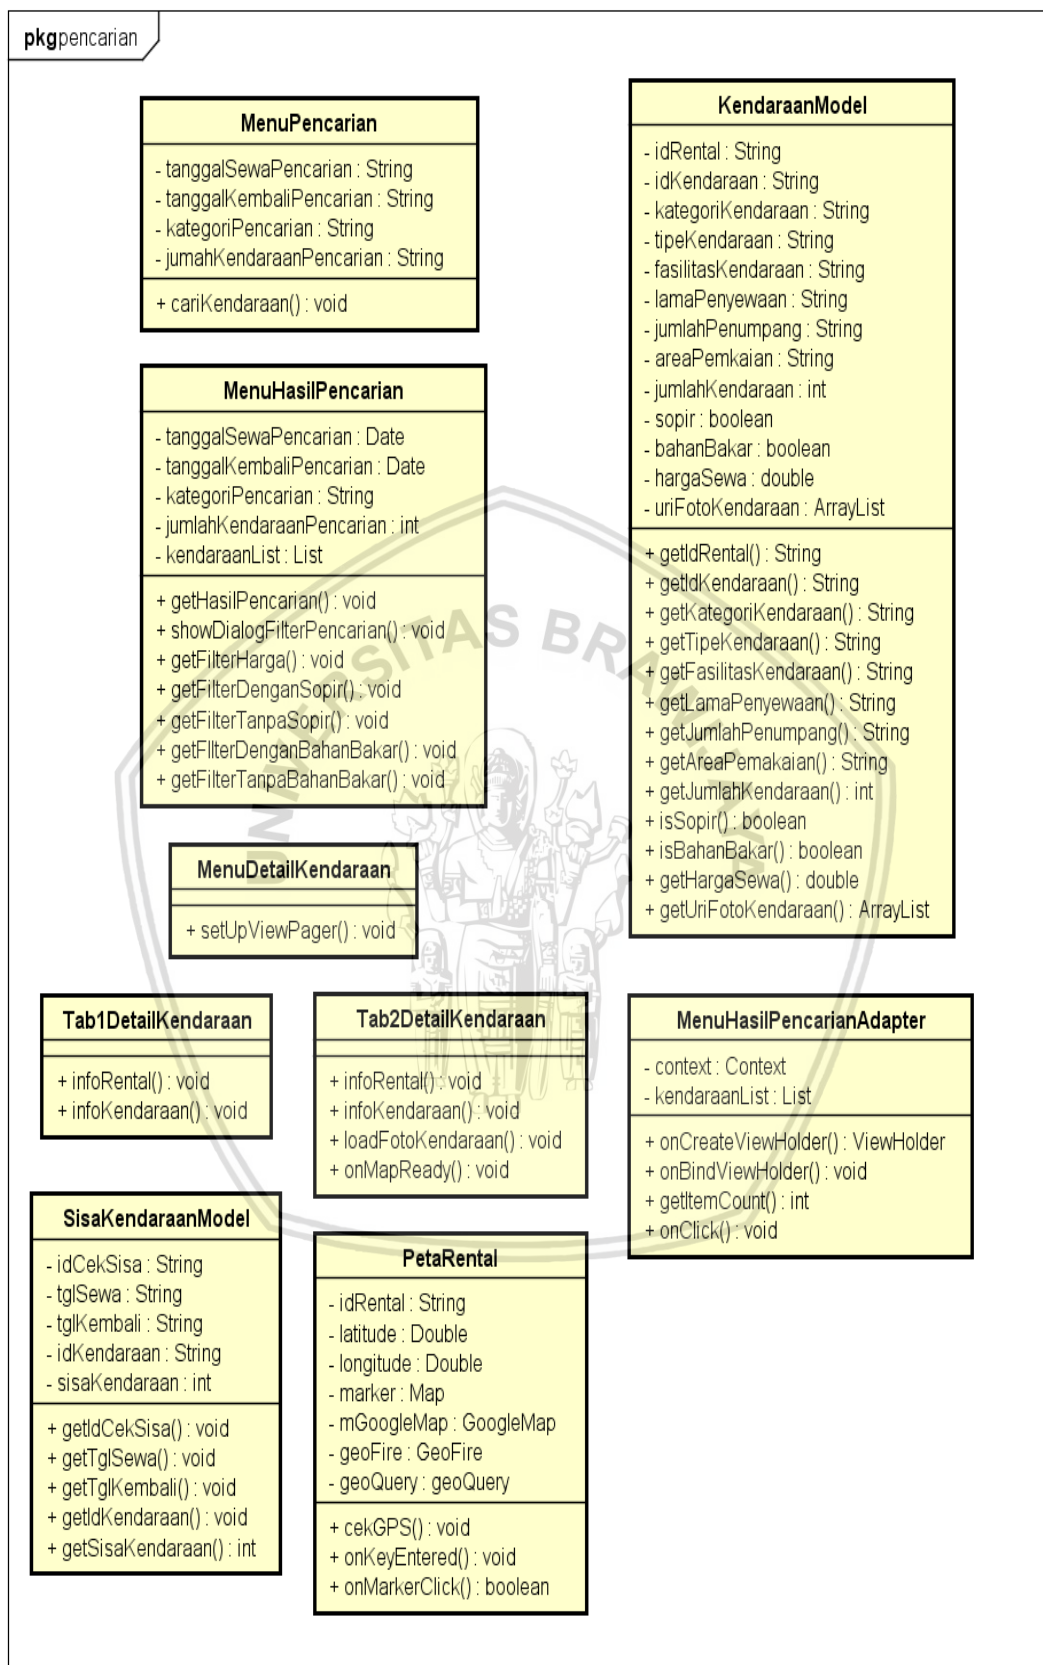 pkg pencarian
MenuPencarian
- tanggalSewaPencarian : String
- tanggalKembaliPencarian : String
- kategoriPencarian : String
- jumahKendaraanPencarian : String
+ cariKendaraan() : void
KendaraanModel
- idRental : String
- idKendaraan : String
- kategoriKendaraan : String
- tipeKendaraan : String
- fasilitasKendaraan : String
- lamaPenyewaan : String
- jumlahPenumpang : String
- areaPemkaian : String
- jumlahKendaraan : int
- sopir : boolean
- bahanBakar : boolean
- hargaSewa : double
- uriFotoKendaraan : ArrayList
+ getIdRental() : String
+ getIdKendaraan() : String
+ getKategoriKendaraan() : String
+ getTipeKendaraan() : String
+ getFasilitasKendaraan() : String
+ getLamaPenyewaan() : String
+ getJumlahPenumpang() : String
+ getAreaPemakaian() : String
+ getJumlahKendaraan() : int
+ isSopir() : boolean
+ isBahanBakar() : boolean
+ getHargaSewa() : double
+ getUriFotoKendaraan() : ArrayList
MenuHasilPencarian
- tanggalSewaPencarian : Date
- tanggalKembaliPencarian : Date
- kategoriPencarian : String
- jumlahKendaraanPencarian : int
- kendaraanList : List
+ getHasilPencarian() : void
+ showDialogFilterPencarian() : void
+ getFilterHarga() : void
+ getFilterDenganSopir() : void
+ getFilterTanpaSopir() : void
+ getFIlterDenganBahanBakar() : void
+ getFilterTanpaBahanBakar() : void
UNIVERSITAS BRAWIJAYA
MenuDetailKendaraan
+ setUpViewPager() : void
Tab1DetailKendaraan
+ infoRental() : void
+ infoKendaraan() : void
Tab2DetailKendaraan
+ infoRental() : void
+ infoKendaraan() : void
+ loadFotoKendaraan() : void
+ onMapReady() : void
MenuHasilPencarianAdapter
- context : Context
- kendaraanList : List
+ onCreateViewHolder() : ViewHolder
+ onBindViewHolder() : void
+ getItemCount() : int
+ onClick() : void
SisaKendaraanModel
- idCekSisa : String
- tglSewa : String
- tglKembali : String
- idKendaraan : String
- sisaKendaraan : int
+ getIdCekSisa() : void
+ getTglSewa() : void
+ getTglKembali() : void
+ getIdKendaraan() : void
+ getSisaKendaraan() : int
PetaRental
- idRental : String
- latitude : Double
- longitude : Double
- marker : Map
- mGoogleMap : GoogleMap
- geoFire : GeoFire
- geoQuery : geoQuery
+ cekGPS() : void
+ onKeyEntered() : void
+ onMarkerClick() : boolean